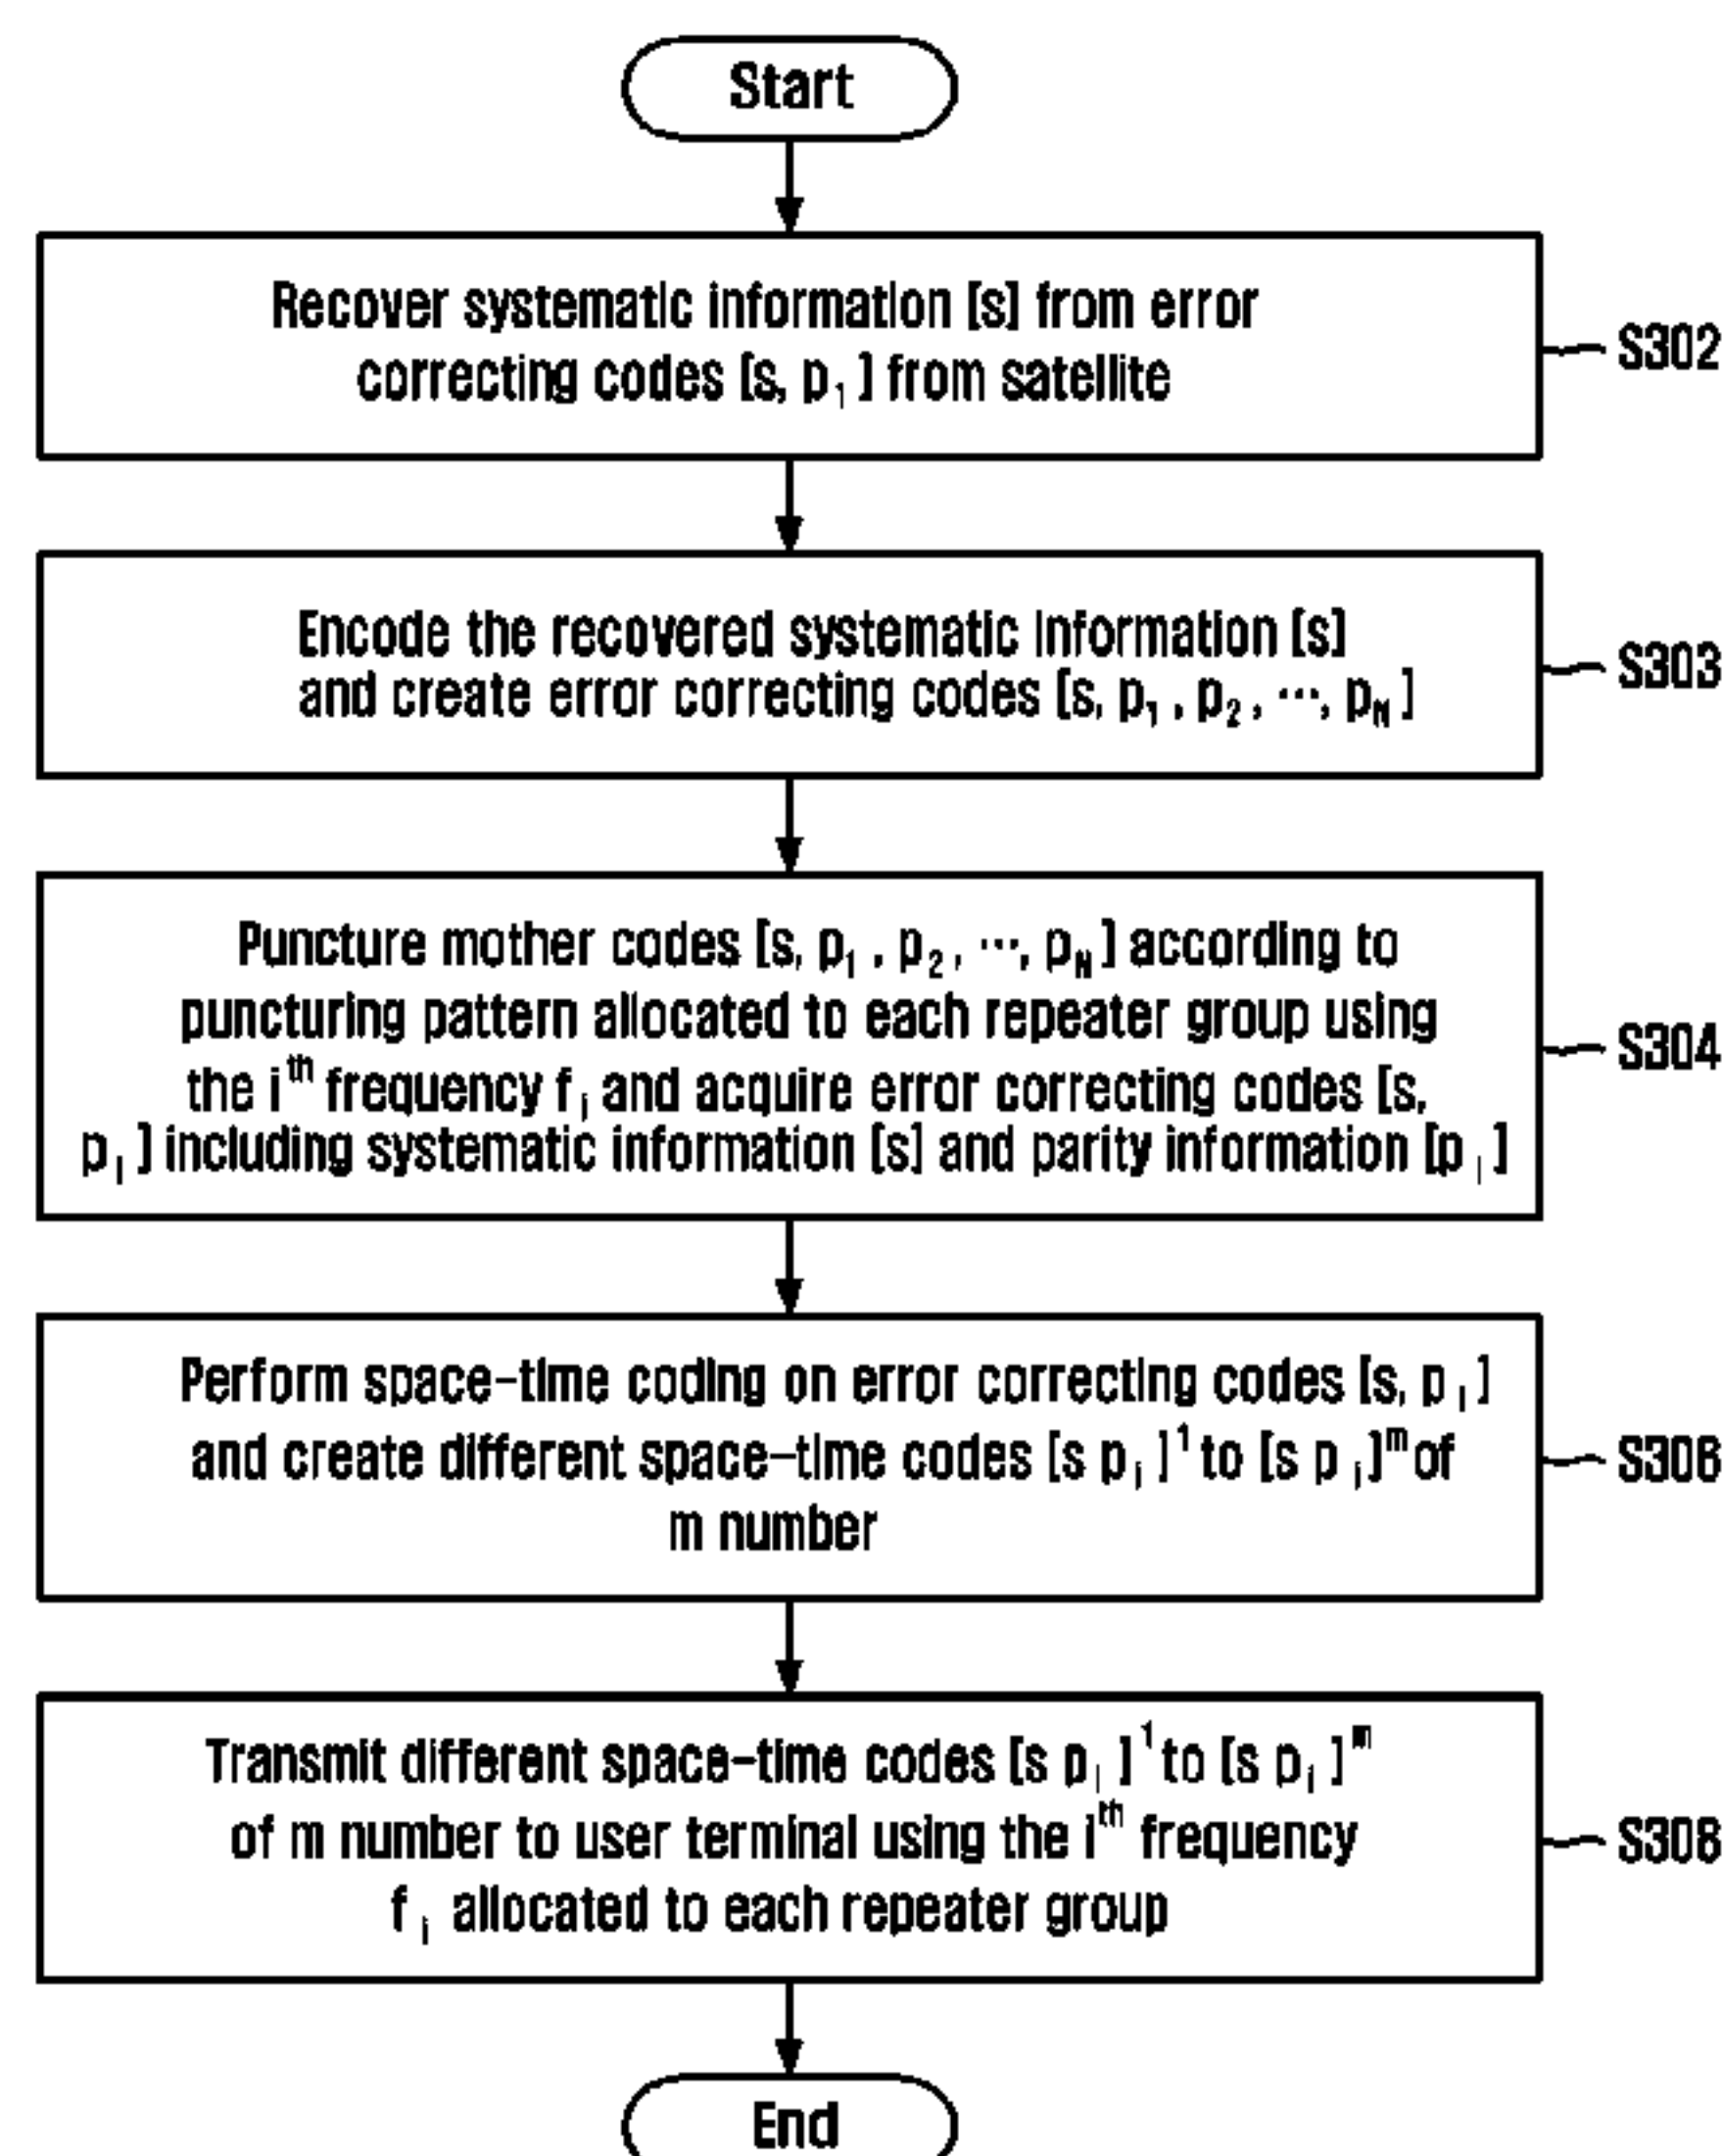 Start
Recover systematic information [s] from error
correcting codes [s, p₁] from satellite
S302
Encode the recovered systematic information [s]
and create error correcting codes [s, p₁, p₂, ⋯, p_N]
S303
Puncture mother codes [s, p₁, p₂, ⋯, p_N] according to
puncturing pattern allocated to each repeater group using
the iᵗʰ frequency fᵢ and acquire error correcting codes [s,
pᵢ] including systematic information [s] and parity information [pᵢ]
S304
Perform space-time coding on error correcting codes [s, pᵢ]
and create different space-time codes [s pᵢ]¹ to [s pᵢ]ᵐ of
m number
S306
Transmit different space-time codes [s pᵢ]¹ to [s pᵢ]ᵐ
of m number to user terminal using the iᵗʰ frequency
fᵢ allocated to each repeater group
S308
End